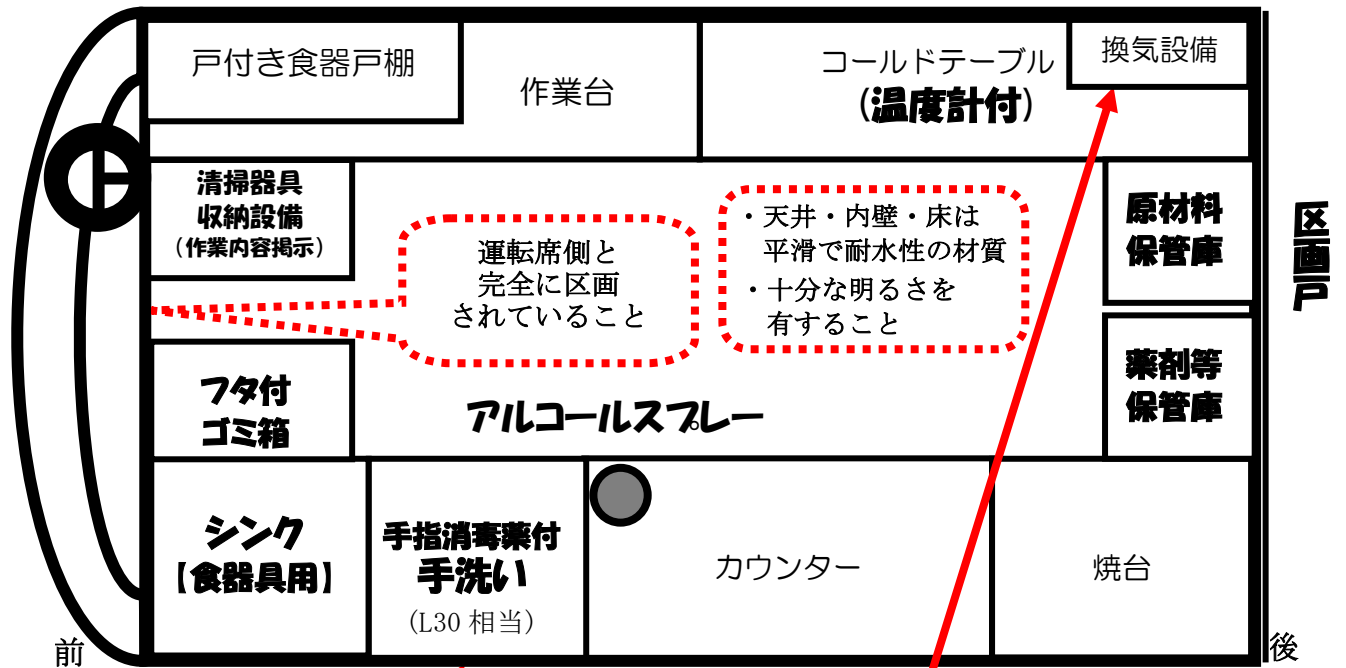 戸付き食器戸棚
作業台
コールドテーブル
(温度計付)
換気設備
清掃器具
収納設備
(作業内容掲示)
運転席側と
完全に区画
されていること
・天井・内壁・床は
平滑で耐水性の材質
・十分な明るさを
有すること
原材料
保管庫
区画戸
フタ付
ゴミ箱
アルコールスプレー
薬剤等
保管庫
シンク
【食器具用】
手指消毒薬付
手洗い
(L30 相当)
カウンター
焼台
前
後